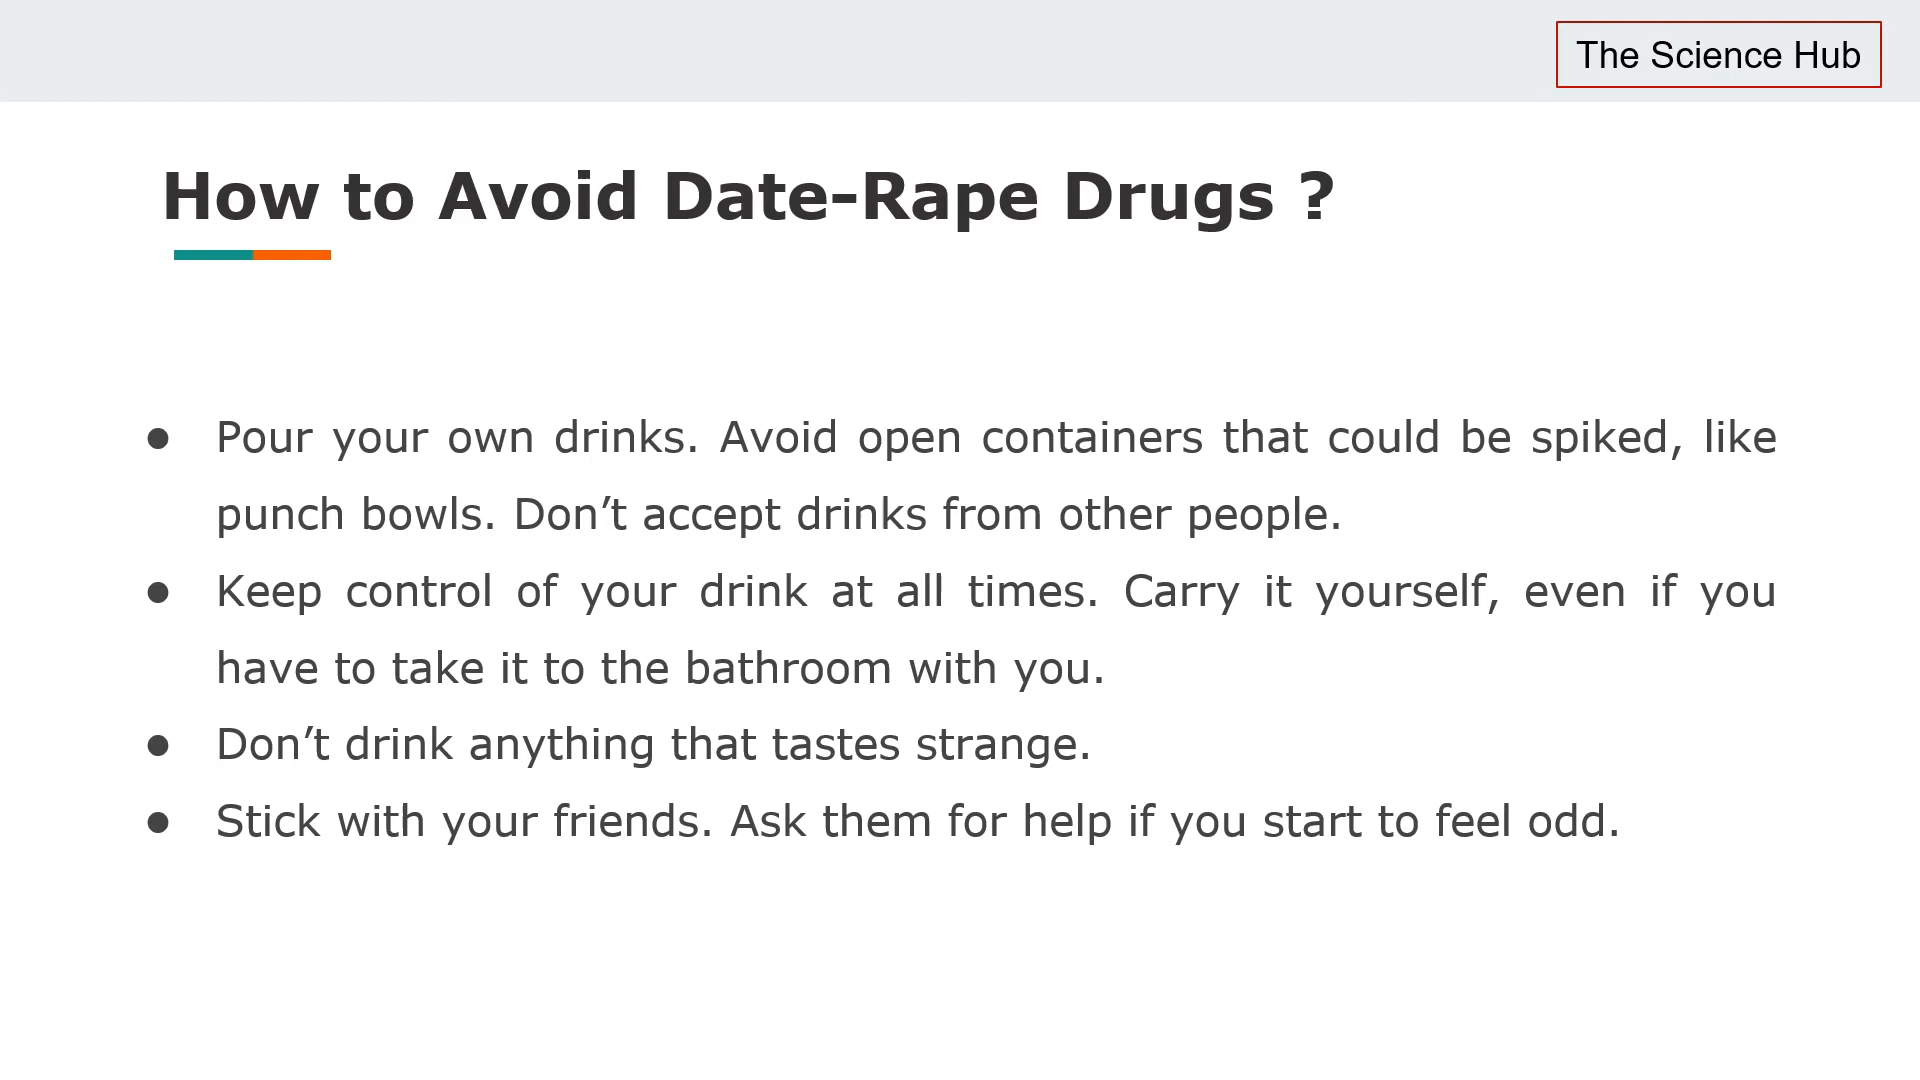 The Science Hub
How to Avoid Date-Rape Drugs ?
● Pour your own drinks. Avoid open containers that could be spiked, like
punch bowls. Don’t accept drinks from other people.
● Keep control of your drink at all times. Carry it yourself, even if you
have to take it to the bathroom with you.
● Don’t drink anything that tastes strange.
● Stick with your friends. Ask them for help if you start to feel odd.